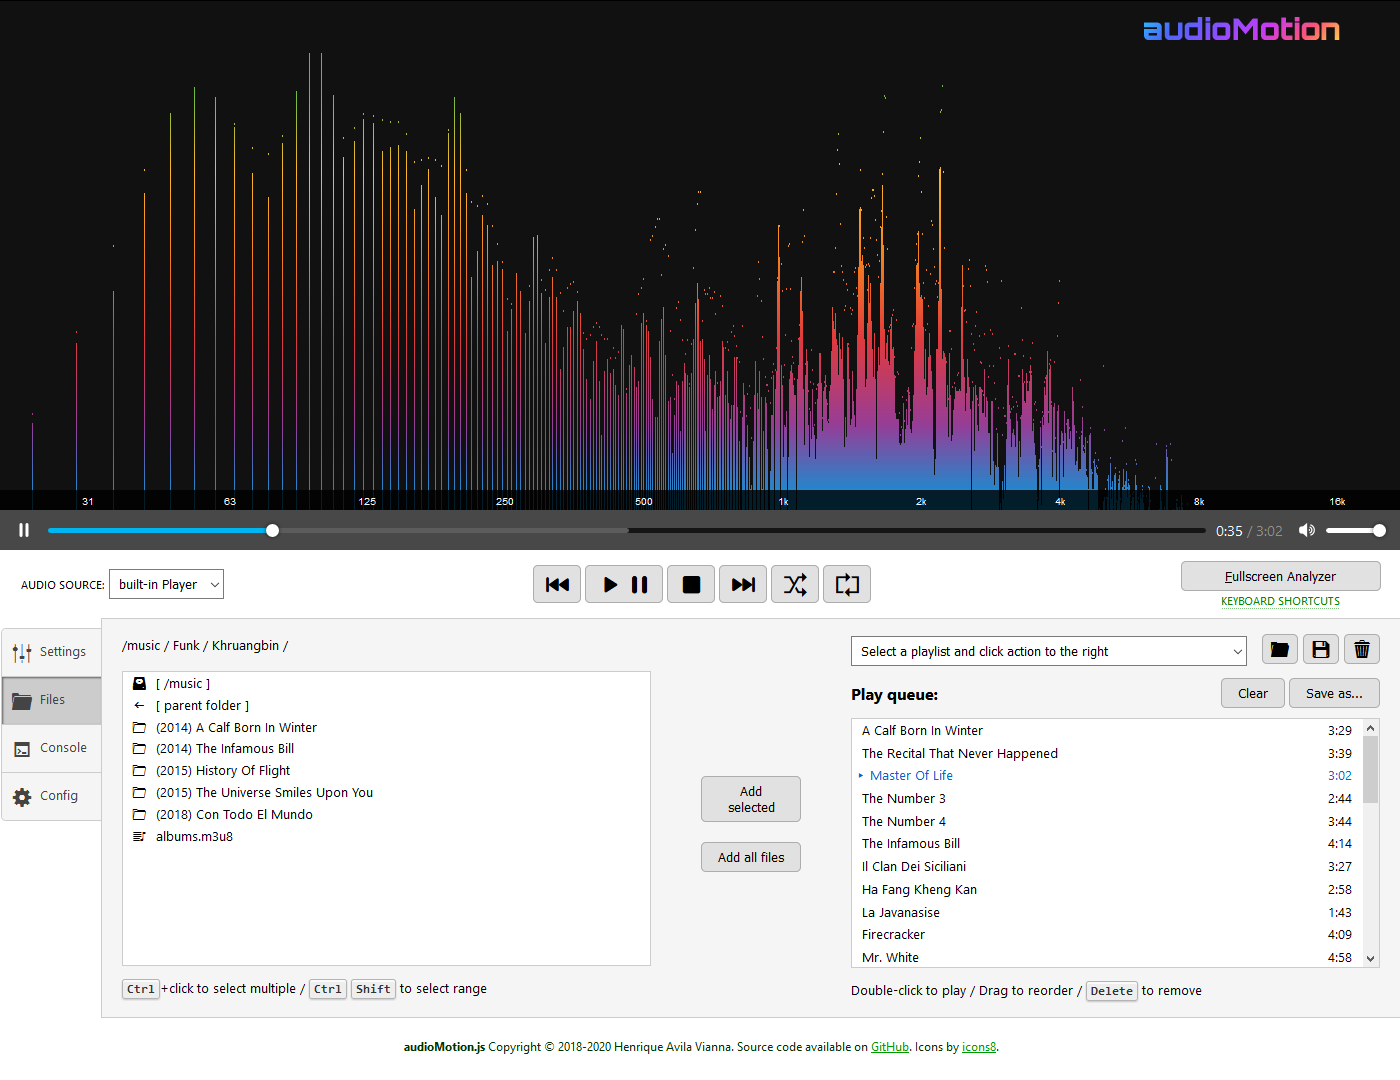 audioMotion
31 63 125 250 500 1k 2k 4k 8k 16k
0:35 / 3:02
AUDIO SOURCE: built-in Player
Fullscreen Analyzer
KEYBOARD SHORTCUTS
Settings
Files
Console
Config
/music / Funk / Khruangbin /
[ /music ]
[ parent folder ]
(2014) A Calf Born In Winter
(2014) The Infamous Bill
(2015) History Of Flight
(2015) The Universe Smiles Upon You
(2018) Con Todo El Mundo
albums.m3u8
Ctrl+click to select multiple / Ctrl Shift to select range
Add
selected
Add all files
Select a playlist and click action to the right
Play queue:
Clear
Save as...
A Calf Born In Winter 3:29
The Recital That Never Happened 3:39
Master Of Life 3:02
The Number 3 2:44
The Number 4 3:44
The Infamous Bill 4:14
Il Clan Dei Siciliani 3:27
Ha Fang Kheng Kan 2:58
La Javanasise 1:43
Firecracker 4:09
Mr. White 4:58
Double-click to play / Drag to reorder / Delete to remove
audioMotion.js Copyright © 2018-2020 Henrique Avila Vianna. Source code available on GitHub. Icons by icons8.